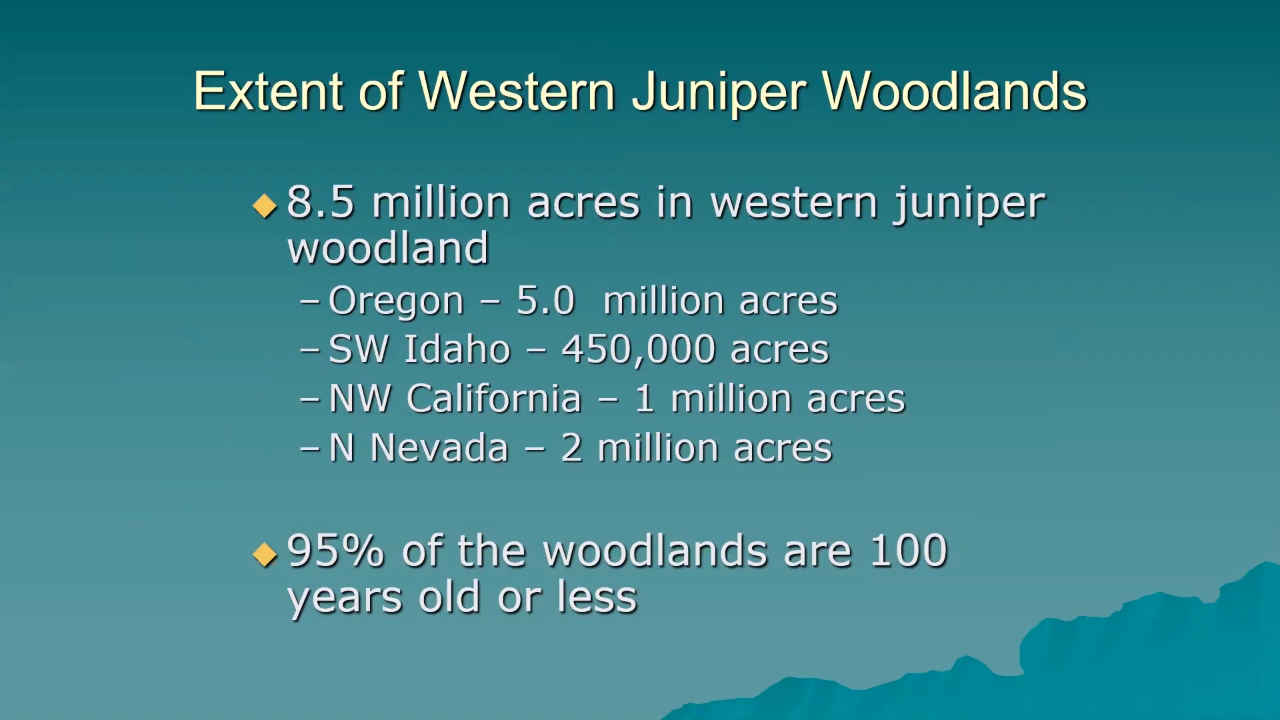 Extent of Western Juniper Woodlands
8.5 million acres in western juniper
woodland
– Oregon – 5.0 million acres
– SW Idaho – 450,000 acres
– NW California – 1 million acres
– N Nevada – 2 million acres
95% of the woodlands are 100
years old or less